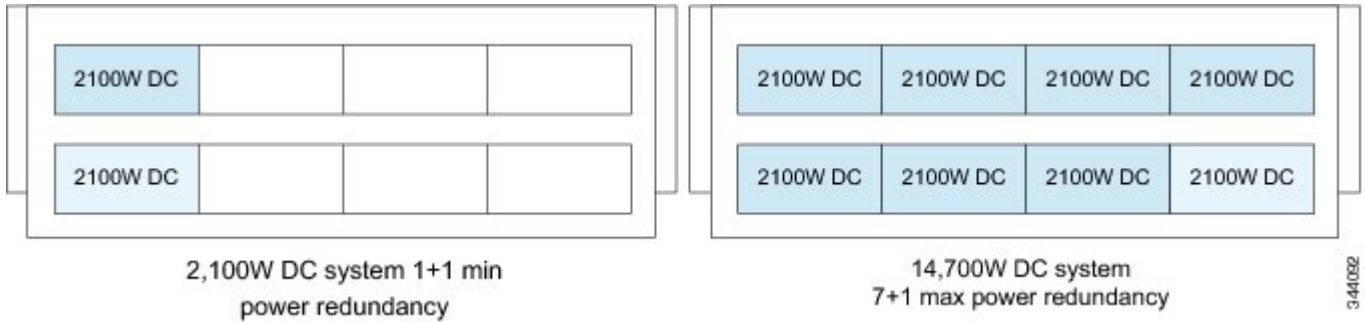 2100W DC
2100W DC
2,100W DC system 1+1 min
power redundancy
2100W DC 2100W DC 2100W DC 2100W DC
2100W DC 2100W DC 2100W DC 2100W DC
14,700W DC system
7+1 max power redundancy
344092